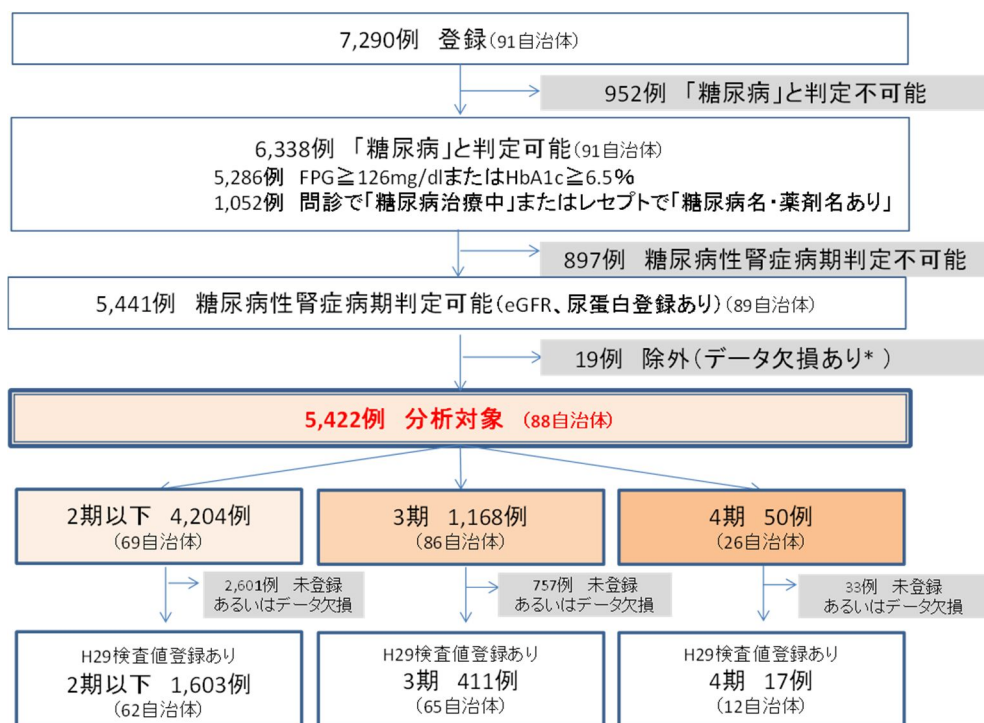 7,290例 登録(91自治体)
952例 「糖尿病」と判定不可能
6,338例 「糖尿病」と判定可能(91自治体)
5,286例 FPG≧126mg/dlまたはHbA1c≧6.5%
1,052例 問診で「糖尿病治療中」またはレセプトで「糖尿病名・薬剤名あり」
897例 糖尿病性腎症病期判定不可能
5,441例 糖尿病性腎症病期判定可能(eGFR、尿蛋白登録あり)(89自治体)
19例 除外(データ欠損あり*)
5,422例 分析対象 (88自治体)
2期以下 4,204例
(69自治体)
3期 1,168例
(86自治体)
4期 50例
(26自治体)
2,601例 未登録
あるいはデータ欠損
757例 未登録
あるいはデータ欠損
33例 未登録
あるいはデータ欠損
H29検査値登録あり
2期以下 1,603例
(62自治体)
H29検査値登録あり
3期 411例
(65自治体)
H29検査値登録あり
4期 17例
(12自治体)